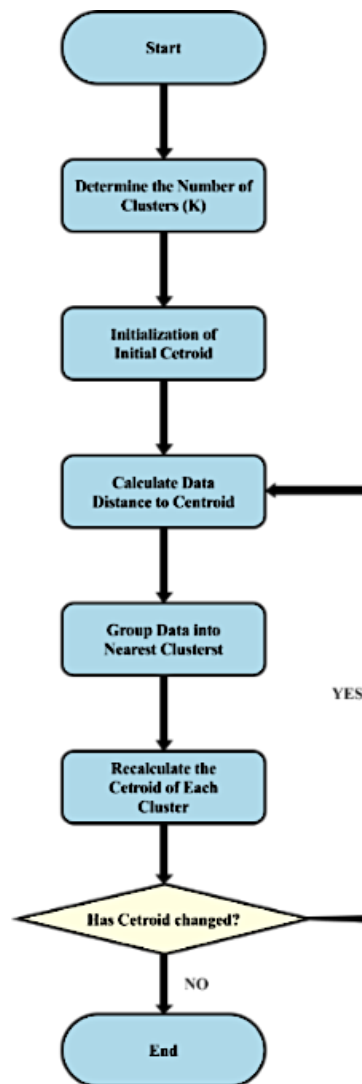 Start
Determine the Number of
Clusters (K)
Initialization of
Initial Cetroid
Calculate Data
Distance to Centroid
Group Data into
Nearest Clusterst
YES
Recalculate the
Cetroid of Each
Cluster
Has Cetroid changed?
NO
End